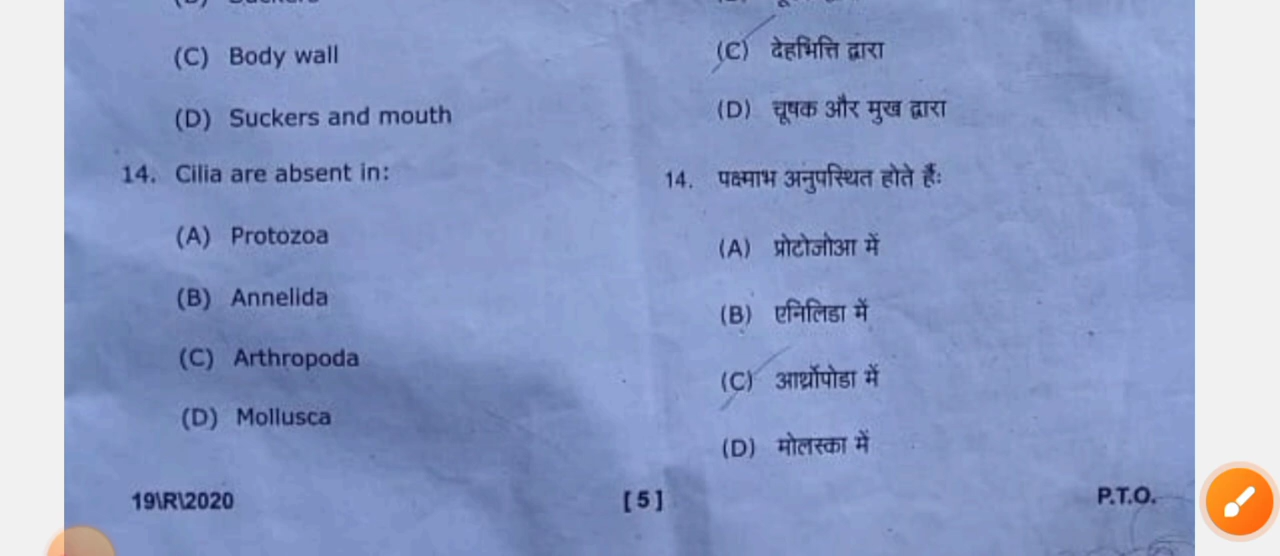 (C) Body wall
(D) Suckers and mouth
14. Cilia are absent in:
(A) Protozoa
(B) Annelida
(C) Arthropoda
(D) Mollusca
19\R\2020
(C) देहभित्ति द्वारा
(D) चूषक और मुख द्वारा
14. पक्ष्माभ अनुपस्थित होते हैंः
(A) प्रोटोजोआ में
(B) एनिलिडा में
(C) आर्थ्रोपोडा में
(D) मोलस्का में
[5]
P.T.O.